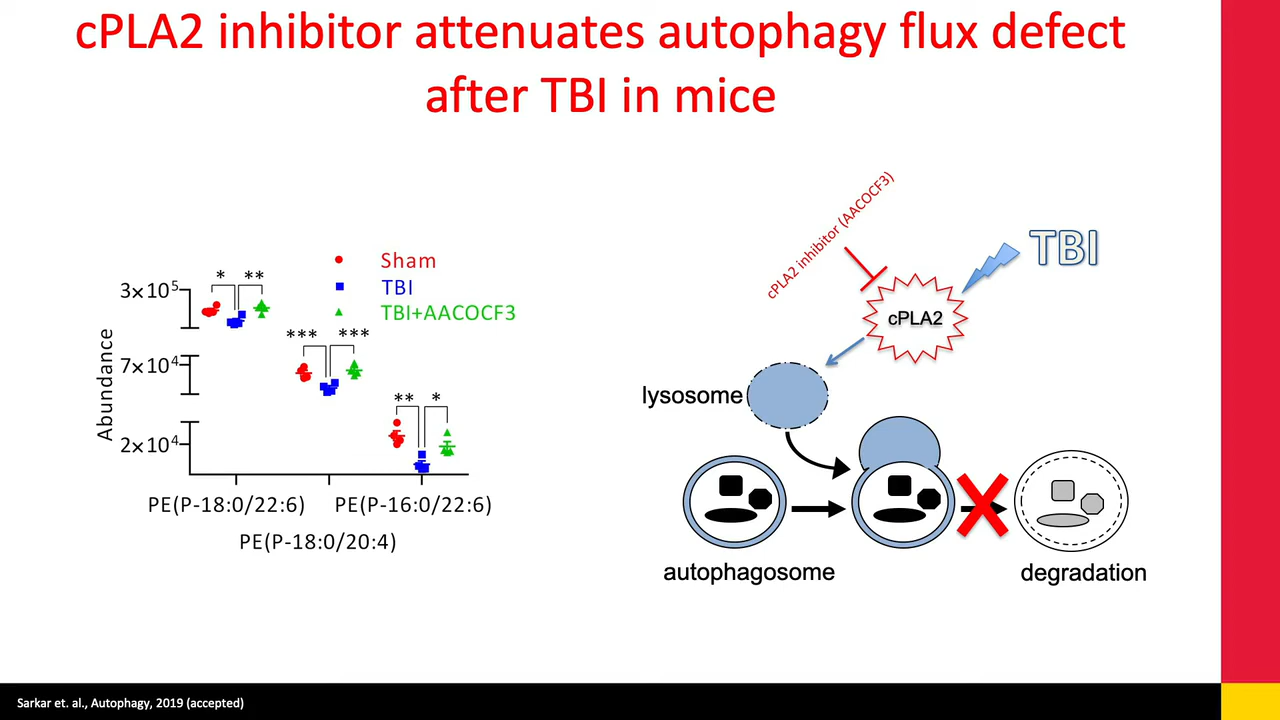 cPLA2 inhibitor attenuates autophagy flux defect
after TBI in mice
Sham
TBI
TBI+AACOCF3
* **
*** ***
** *
3×10⁵
7×10⁴
2×10⁴
Abundance
PE(P-18:0/22:6)
PE(P-16:0/22:6)
PE(P-18:0/20:4)
cPLA2 inhibitor (AACOCF3)
TBI
cPLA2
lysosome
autophagosome
degradation
Sarkar et. al., Autophagy, 2019 (accepted)